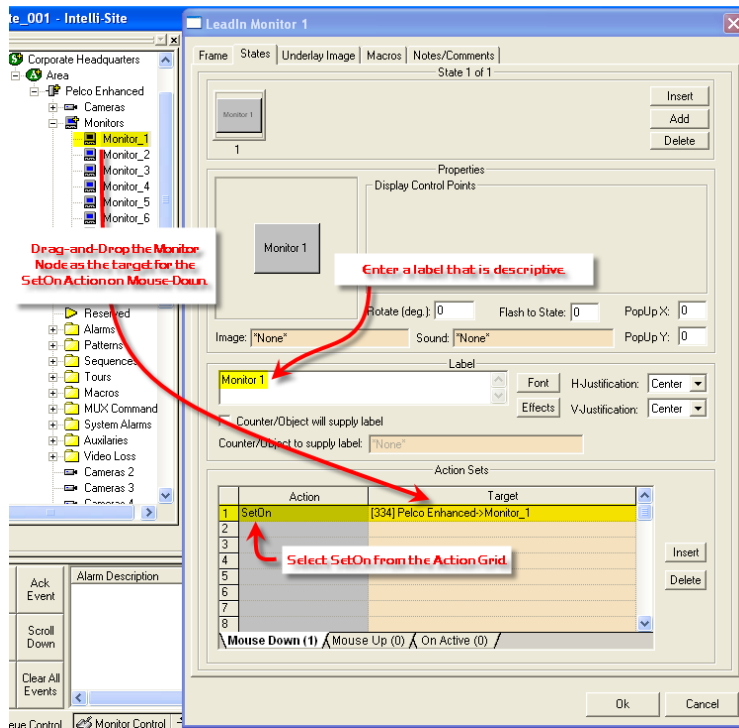 te_001 - Intelli-Site
Corporate Headquarters
Area
Pelco Enhanced
Cameras
Monitors
Monitor_1
Monitor_2
Monitor_3
Monitor_4
Monitor_5
Monitor_6
Drag-and-Drop the Monitor
Node as the target for the
SetOn Action on Mouse-Down.
Reserved
Alarms
Patterns
Sequences
Tours
Macros
MUX Command
System Alarms
Auxilaries
Video Loss
Cameras 2
Cameras 3
Cameras 4
Ack
Event
Alarm Description
Scroll
Down
Clear All
Events
eue Control
Monitor Control
LeadIn Monitor 1
Frame States Underlay Image Macros Notes/Comments
State 1 of 1
Monitor 1
1
Insert
Add
Delete
Properties
Display Control Points
Monitor 1
Enter a label that is descriptive.
Rotate (deg.): 0 Flash to State: 0 PopUp X: 0
Image: "None" Sound: "None" PopUp Y: 0
Label
Monitor 1
Font H-Justification: Center
Effects V-Justification: Center
Counter/Object will supply label
Counter/Object to supply label: "None"
Action Sets
Action Target
1 SetOn [334] Pelco Enhanced->Monitor_1
2
3
4
5
6
7
8
Select SetOn from the Action Grid.
Insert
Delete
Mouse Down (1) Mouse Up (0) On Active (0)
Ok Cancel